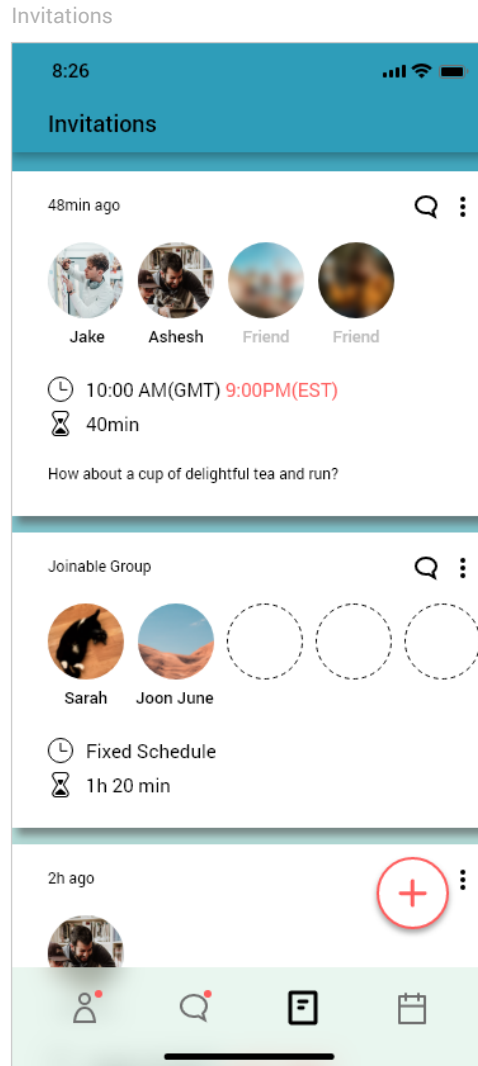 Invitations
8:26
Invitations
48min ago
Jake Ashesh Friend Friend
10:00 AM(GMT) 9:00PM(EST)
40min
How about a cup of delightful tea and run?
Joinable Group
Sarah Joon June
Fixed Schedule
1h 20 min
2h ago